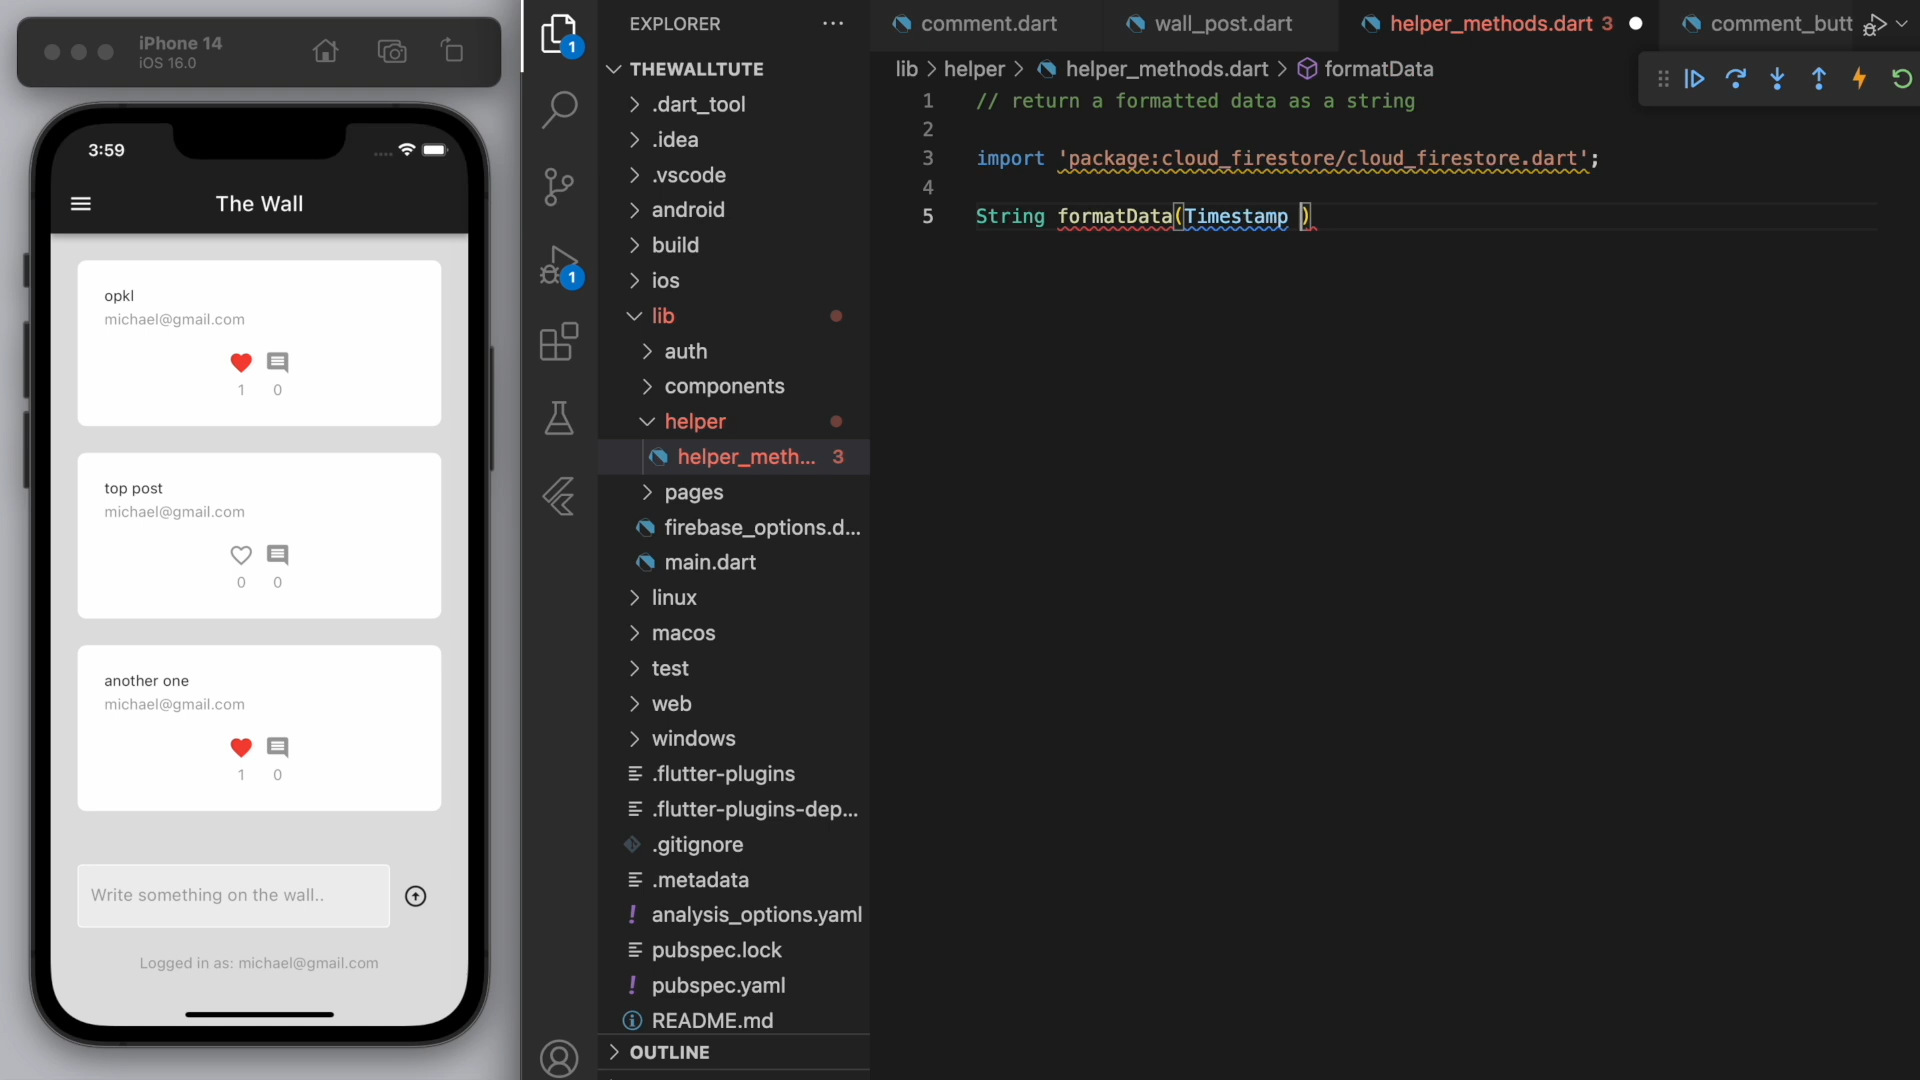 iPhone 14
iOS 16.0
3:59
The Wall
opkl
michael@gmail.com
1
0
top post
michael@gmail.com
0
0
another one
michael@gmail.com
1
0
Write something on the wall..
Logged in as: michael@gmail.com
1
1
EXPLORER
THEWALLTUTE
.dart_tool
.idea
.vscode
android
build
ios
lib
auth
components
helper
helper_meth... 3
pages
firebase_options.d...
main.dart
linux
macos
test
web
windows
.flutter-plugins
.flutter-plugins-dep...
.gitignore
.metadata
analysis_options.yaml
pubspec.lock
pubspec.yaml
README.md
OUTLINE
comment.dart
wall_post.dart
helper_methods.dart 3
comment_butt
lib > helper > helper_methods.dart > formatData
1 // return a formatted data as a string
2
3 import 'package:cloud_firestore/cloud_firestore.dart';
4
5 String formatData(Timestamp )